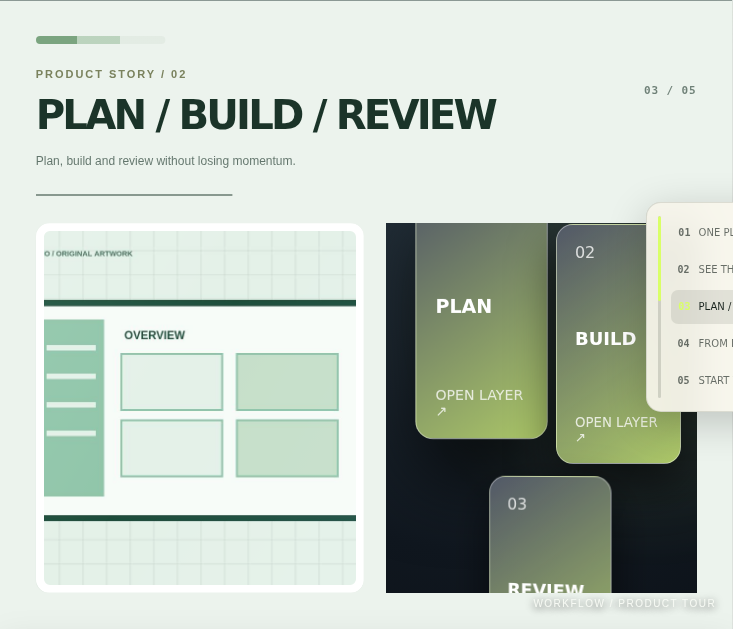 PRODUCT STORY / 02
03 / 05
PLAN / BUILD / REVIEW
Plan, build and review without losing momentum.
O / ORIGINAL ARTWORK
OVERVIEW
PLAN
OPEN LAYER
↗
02
BUILD
OPEN LAYER
↗
03
REVIEW
01 ONE PL
02 SEE TH
03 PLAN /
04 FROM
05 START
WORKFLOW / PRODUCT TOUR